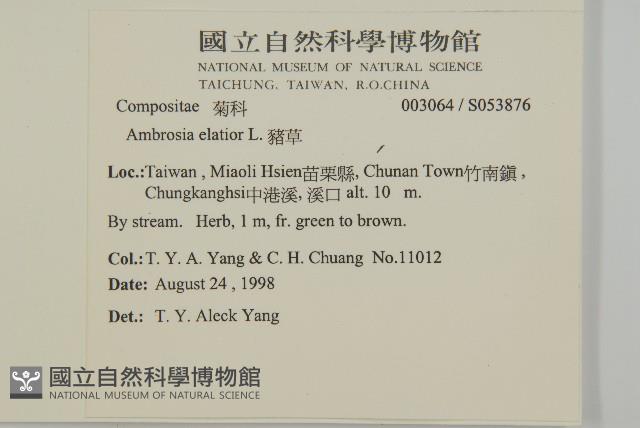 國立自然科學博物館
NATIONAL MUSEUM OF NATURAL SCIENCE
TAICHUNG, TAIWAN, R.O.CHINA
Compositae 菊科 003064 / S053876
Ambrosia elatior L. 豬草
Loc.:Taiwan , Miaoli Hsien苗栗縣, Chunan Town竹南鎮 ,
Chungkanghsi中港溪, 溪口 alt. 10 m.
By stream. Herb, 1 m, fr. green to brown.
Col.: T. Y. A. Yang & C. H. Chuang No.11012
Date: August 24 , 1998
Det.: T. Y. Aleck Yang
國立自然科學博物館
NATIONAL MUSEUM OF NATURAL SCIENCE